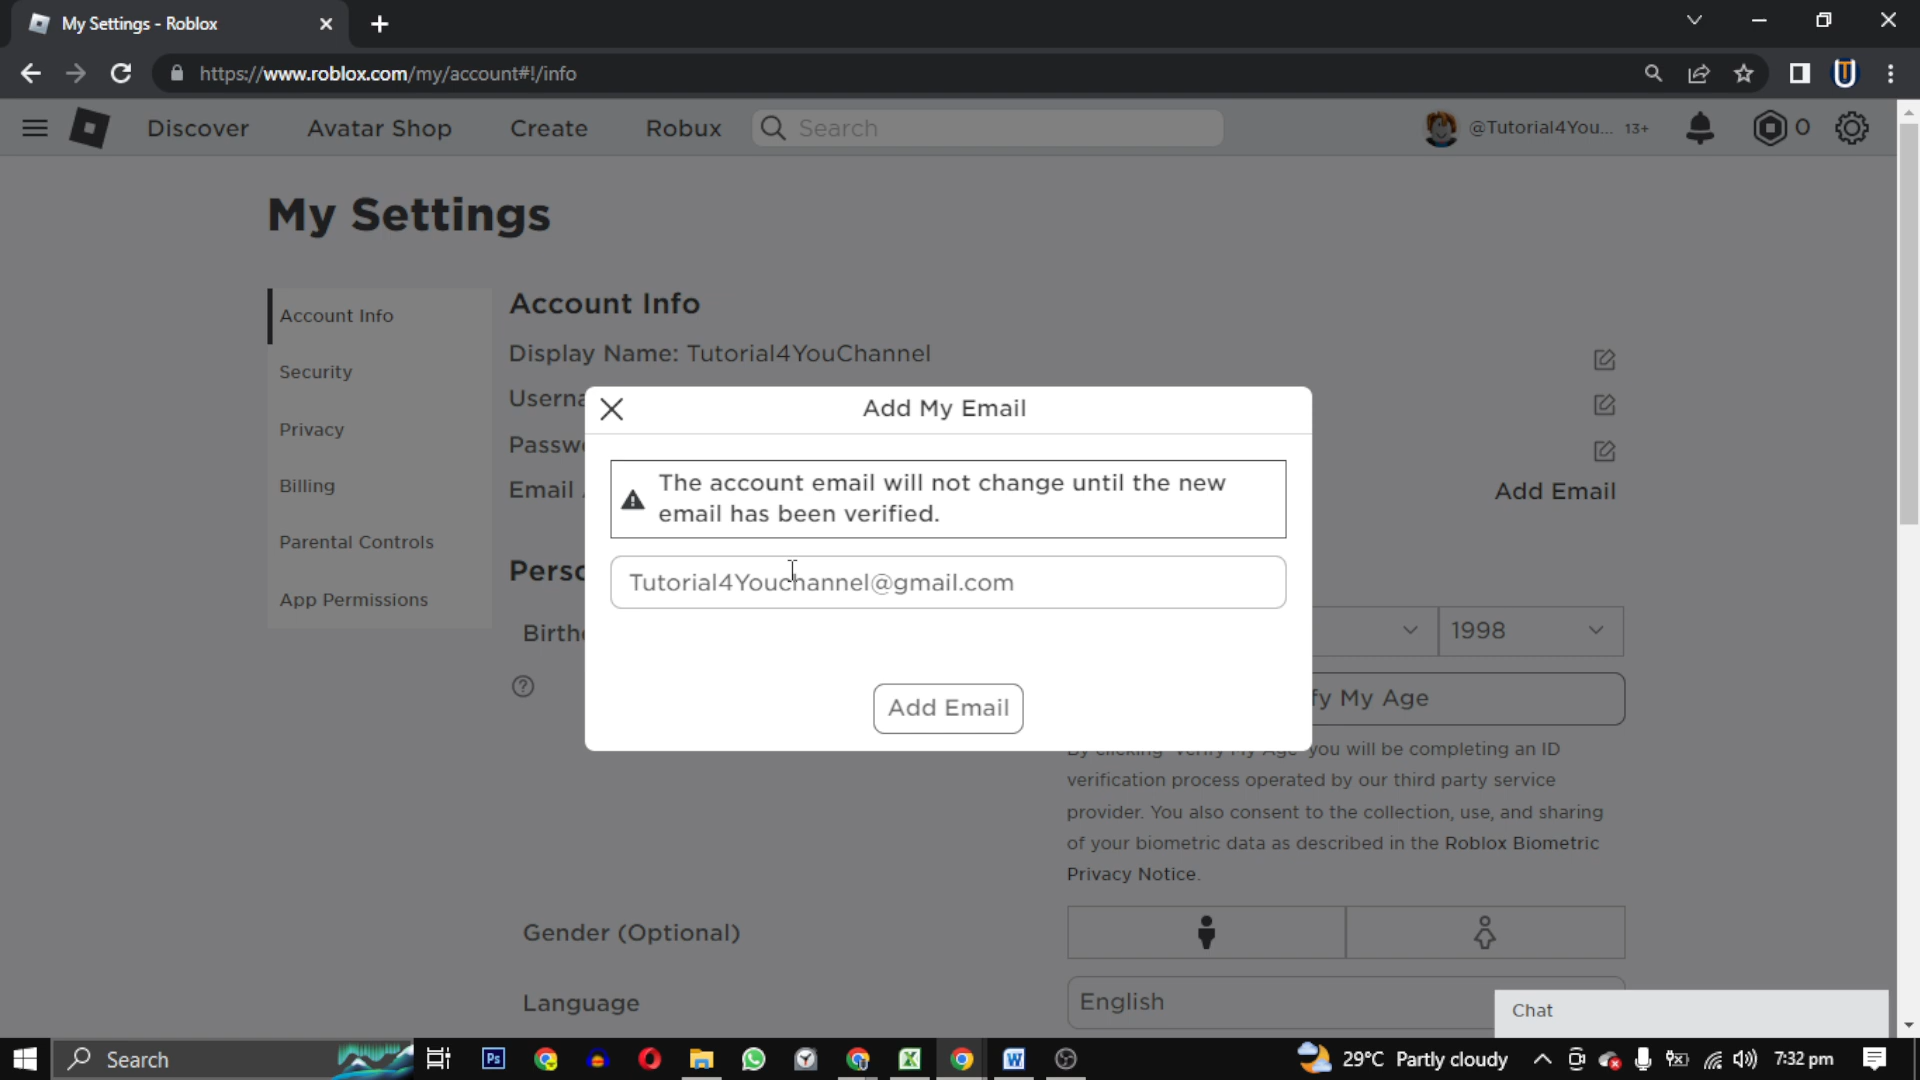 My Settings - Roblox
https://www.roblox.com/my/account#!/info
Discover
Avatar Shop
Create
Robux
Search
@Tutorial4You... 13+
0
My Settings
Account Info
Security
Privacy
Billing
Parental Controls
App Permissions
Account Info
Display Name: Tutorial4YouChannel
Userna
Passw
Email
Add Email
Add My Email
The account email will not change until the new
email has been verified.
Tutorial4Youchannel@gmail.com
Add Email
Perso
Birth
1998
fy My Age
By clicking "Verify My Age" you will be completing an ID
verification process operated by our third party service
provider. You also consent to the collection, use, and sharing
of your biometric data as described in the Roblox Biometric
Privacy Notice.
Gender (Optional)
Language
English
Chat
Search
Ps
29°C Partly cloudy
7:32 pm